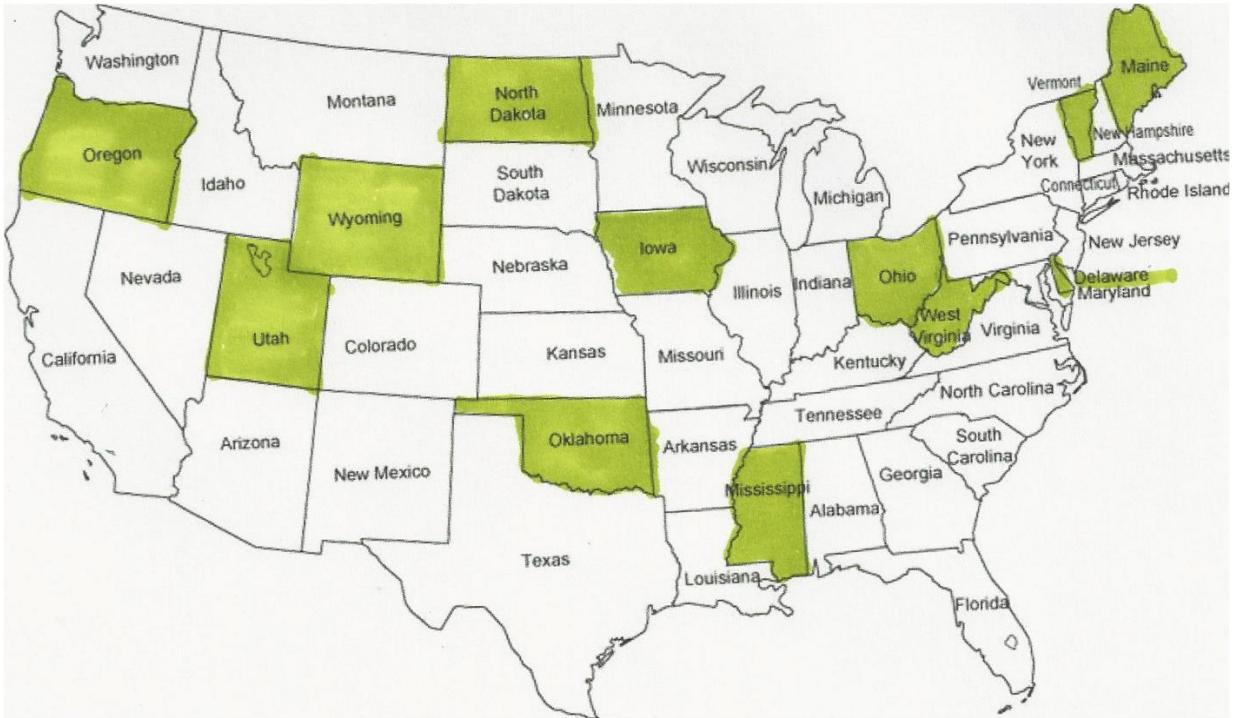 Washington
Montana
North
Dakota
Minnesota
Vermont
Maine
Oregon
Idaho
Wyoming
South
Dakota
Wisconsin
Michigan
New
York
New Hampshire
Massachusetts
Connecticut
Rhode Island
Nevada
Utah
Colorado
Nebraska
Iowa
Illinois
Indiana
Ohio
Pennsylvania
New Jersey
Delaware
Maryland
West
Virginia
Virginia
California
Kansas
Missouri
Kentucky
Arizona
New Mexico
Oklahoma
Arkansas
Tennessee
North Carolina
South
Carolina
Mississippi
Alabama
Georgia
Texas
Louisiana
Florida